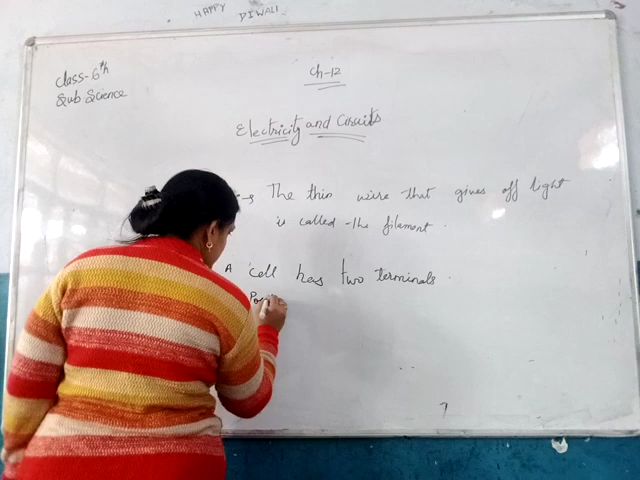 HAPPY DIWALI
Class-6th
Sub Science
Ch-12
Electricity and Circuits
→ The thin wire that gives off light
is called the filament.
A cell has two terminals.
Po